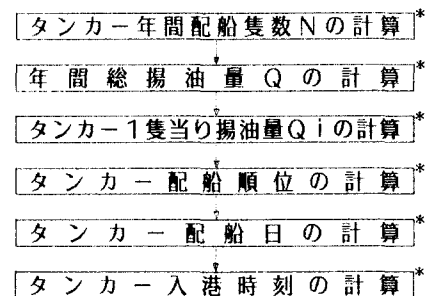 タンカー年間配船隻数Nの計算*
年間総揚油量Qの計算*
タンカー1隻当り揚油量Qiの計算*
タンカー配船順位の計算*
タンカー配船日の計算*
タンカー入港時刻の計算*